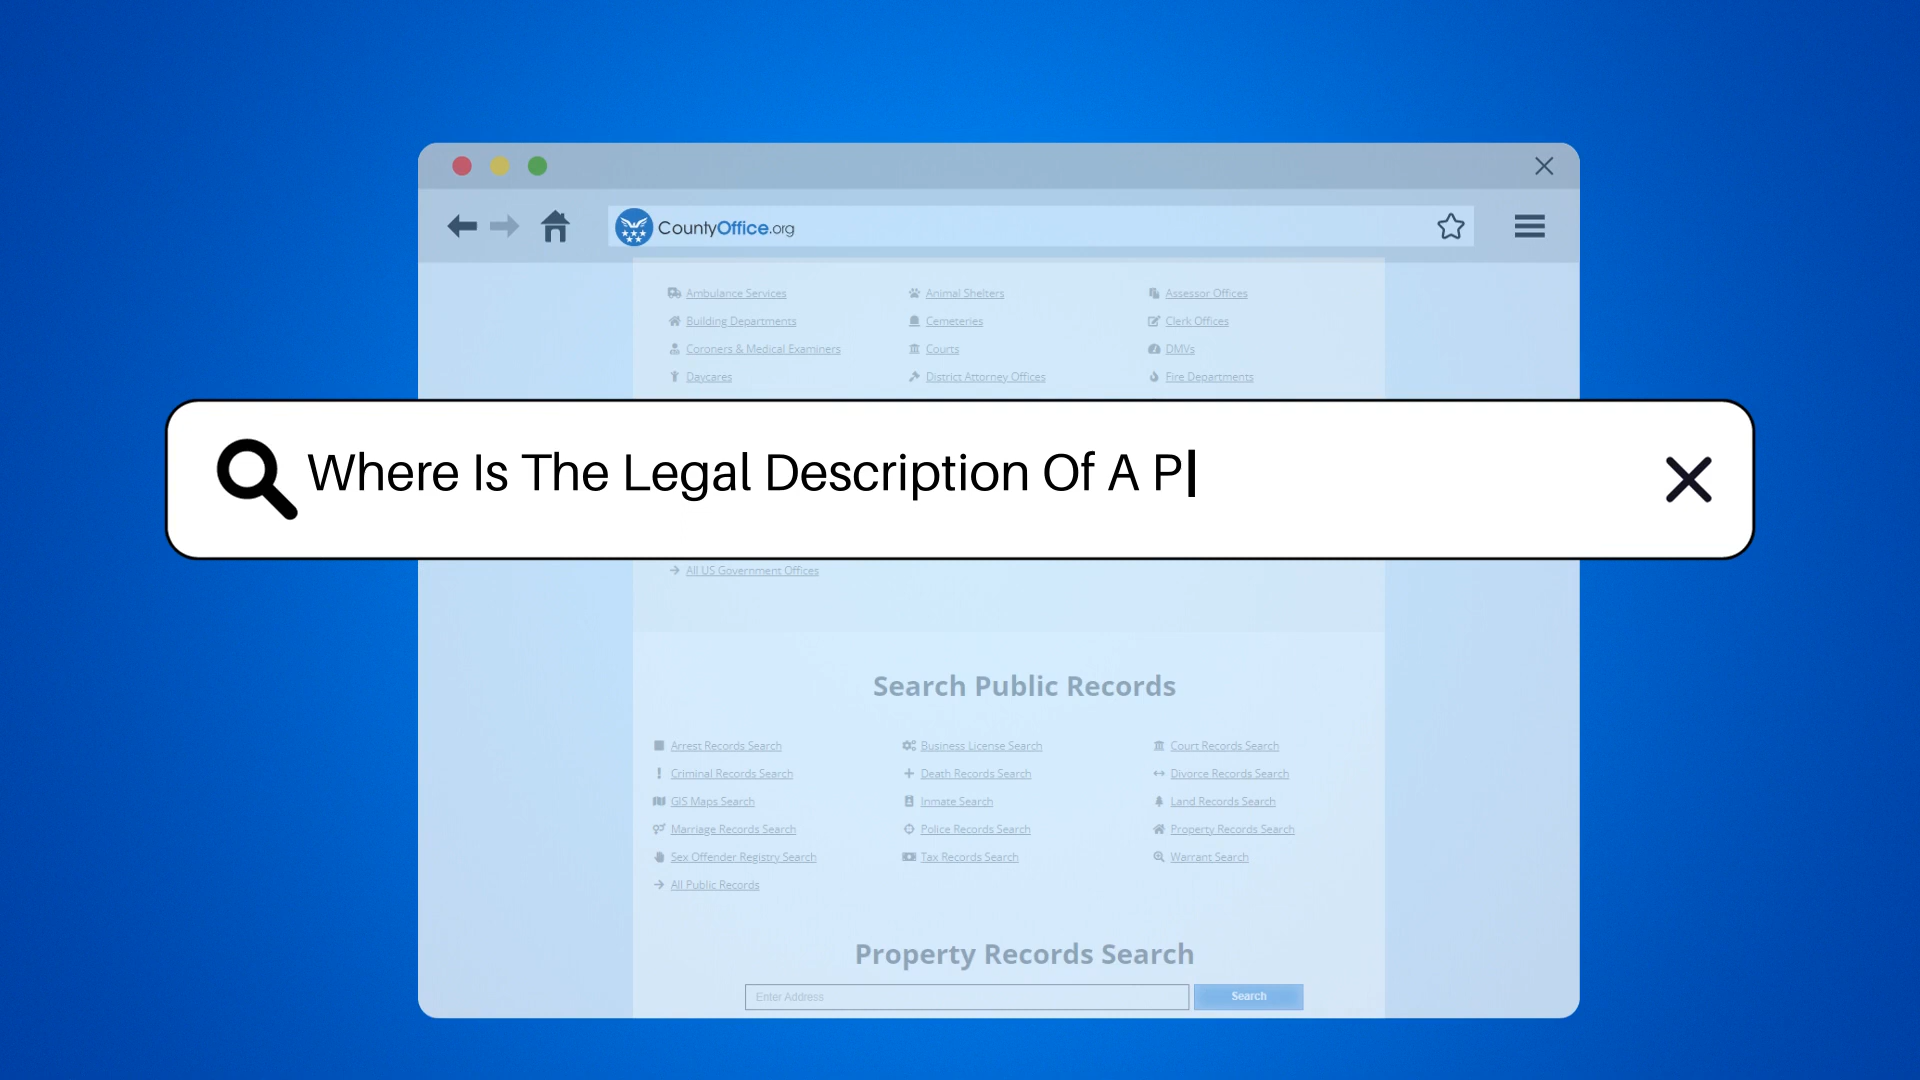 CountyOffice.org
Ambulance Services Animal Shelters Assessor Offices
Building Departments Cemeteries Clerk Offices
Coroners & Medical Examiners Courts DMVs
Daycares District Attorney Offices Fire Departments
Where Is The Legal Description Of A P
All US Government Offices
Search Public Records
Arrest Records Search Business License Search Court Records Search
Criminal Records Search Death Records Search Divorce Records Search
GIS Maps Search Inmate Search Land Records Search
Marriage Records Search Police Records Search Property Records Search
Sex Offender Registry Search Tax Records Search Warrant Search
All Public Records
Property Records Search
Enter Address Search